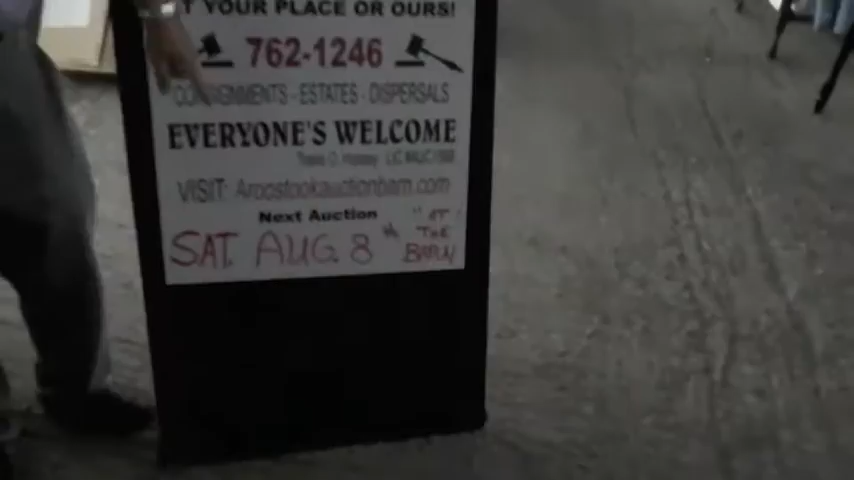 T YOUR PLACE OR OURS!
762-1246
CONSIGNMENTS - ESTATES - DISPERSALS
EVERYONE'S WELCOME
VISIT: Aroostookauctionbarn.com
Next Auction
SAT. AUG. 8th "AT THE BARN